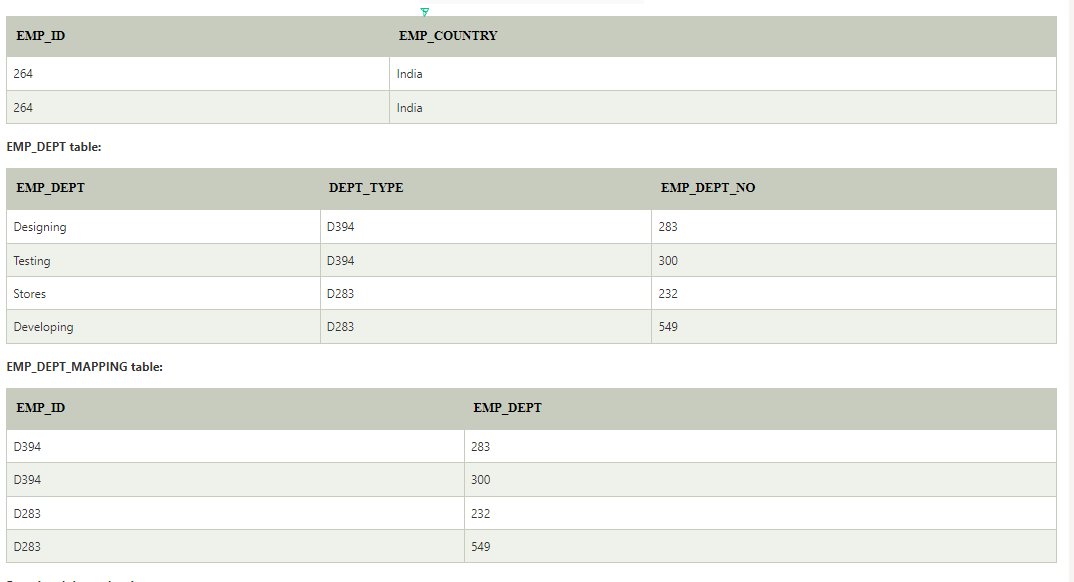 EMP_ID EMP_COUNTRY
264 India
264 India
EMP_DEPT table:
EMP_DEPT DEPT_TYPE EMP_DEPT_NO
Designing D394 283
Testing D394 300
Stores D283 232
Developing D283 549
EMP_DEPT_MAPPING table:
EMP_ID EMP_DEPT
D394 283
D394 300
D283 232
D283 549